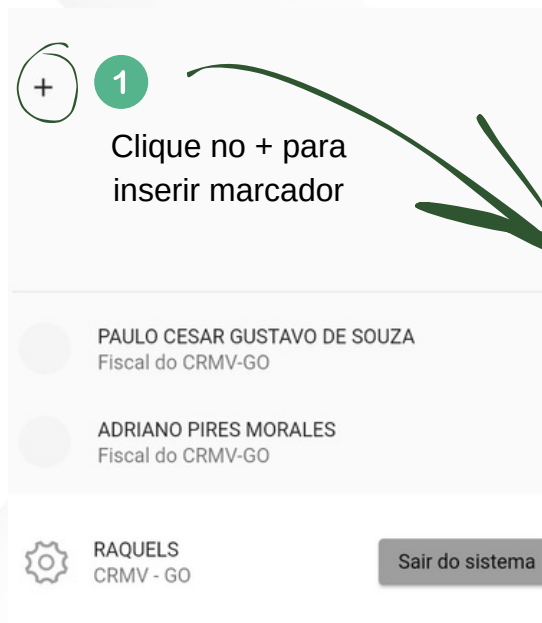 +
1
Clique no + para
inserir marcador
PAULO CESAR GUSTAVO DE SOUZA
Fiscal do CRMV-GO
ADRIANO PIRES MORALES
Fiscal do CRMV-GO
RAQUELS
CRMV - GO
Sair do sistema